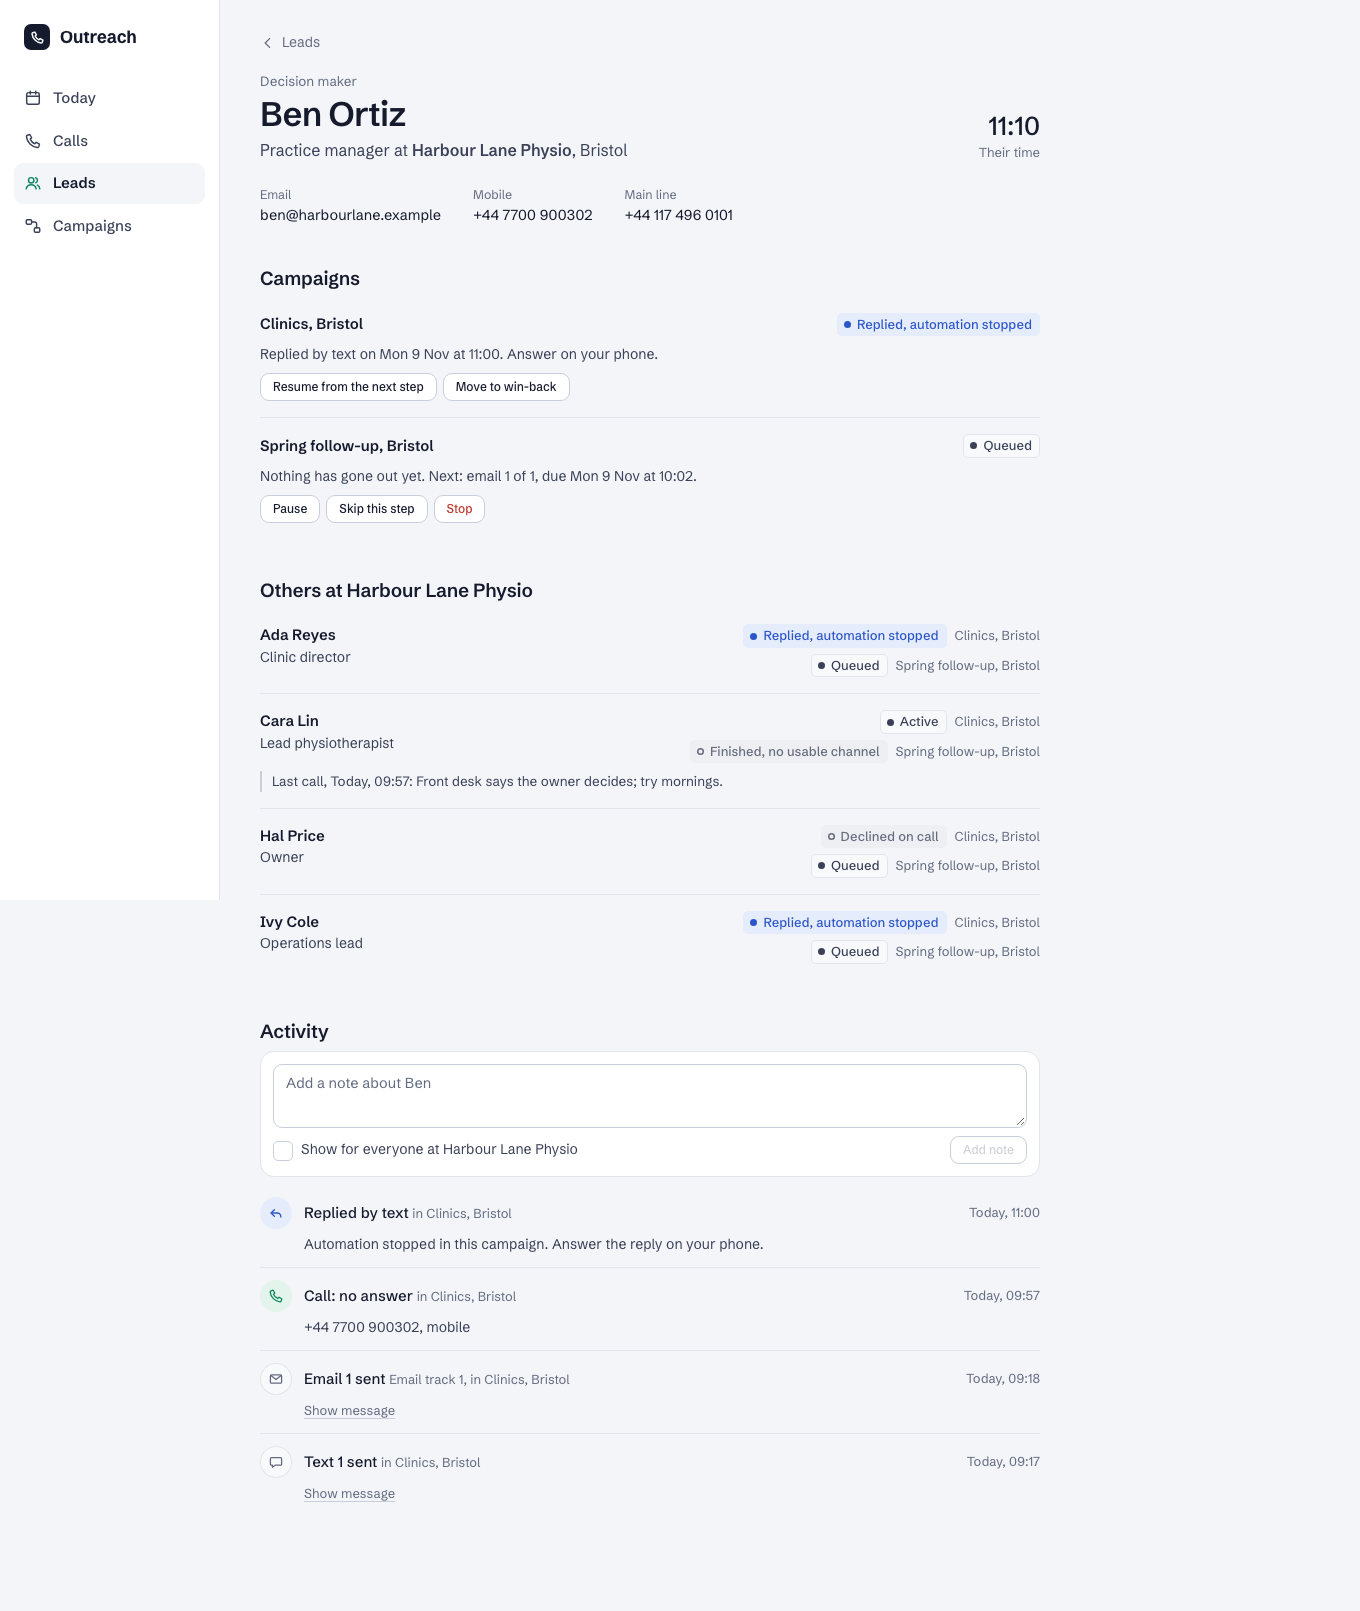 Outreach
Today
Calls
Leads
Campaigns
Leads
Decision maker
Ben Ortiz
Practice manager at Harbour Lane Physio, Bristol
11:10
Their time
Email
ben@harbourlane.example
Mobile
+44 7700 900302
Main line
+44 117 496 0101
Campaigns
Clinics, Bristol
Replied, automation stopped
Replied by text on Mon 9 Nov at 11:00. Answer on your phone.
Resume from the next step
Move to win-back
Spring follow-up, Bristol
Queued
Nothing has gone out yet. Next: email 1 of 1, due Mon 9 Nov at 10:02.
Pause
Skip this step
Stop
Others at Harbour Lane Physio
Ada Reyes
Clinic director
Replied, automation stopped Clinics, Bristol
Queued Spring follow-up, Bristol
Cara Lin
Lead physiotherapist
Active Clinics, Bristol
Finished, no usable channel Spring follow-up, Bristol
Last call, Today, 09:57: Front desk says the owner decides; try mornings.
Hal Price
Owner
Declined on call Clinics, Bristol
Queued Spring follow-up, Bristol
Ivy Cole
Operations lead
Replied, automation stopped Clinics, Bristol
Queued Spring follow-up, Bristol
Activity
Add a note about Ben
Show for everyone at Harbour Lane Physio
Add note
Replied by text in Clinics, Bristol
Today, 11:00
Automation stopped in this campaign. Answer the reply on your phone.
Call: no answer in Clinics, Bristol
Today, 09:57
+44 7700 900302, mobile
Email 1 sent Email track 1, in Clinics, Bristol
Today, 09:18
Show message
Text 1 sent in Clinics, Bristol
Today, 09:17
Show message